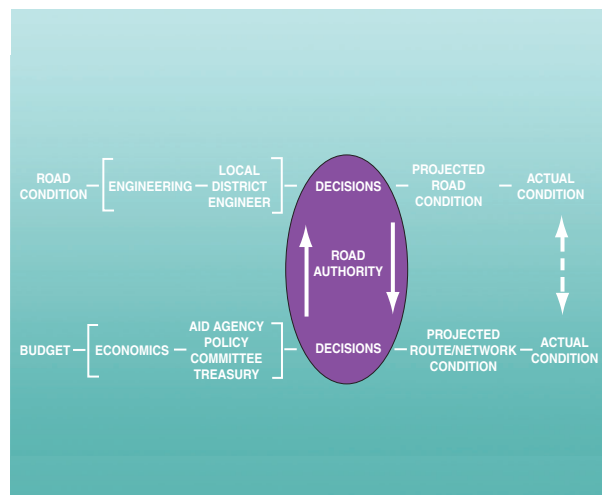 ROAD
CONDITION
ENGINEERING
LOCAL
DISTRICT
ENGINEER
DECISIONS
PROJECTED
ROAD
CONDITION
ACTUAL
CONDITION
ROAD
AUTHORITY
BUDGET
ECONOMICS
AID AGENCY
POLICY
COMMITTEE
TREASURY
DECISIONS
PROJECTED
ROUTE/NETWORK
CONDITION
ACTUAL
CONDITION